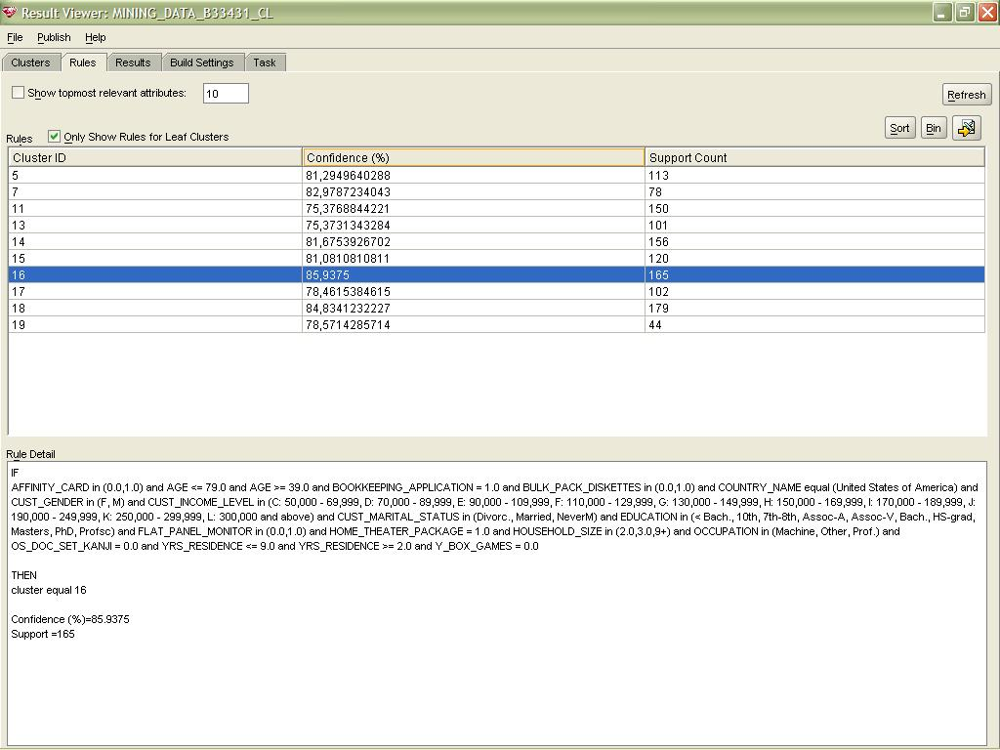 Result Viewer: MINING_DATA_B33431_CL
File Publish Help
Clusters Rules Results Build Settings Task
Show topmost relevant attributes: 10
Refresh
Rules Only Show Rules for Leaf Clusters Sort Bin
Cluster ID Confidence (%) Support Count
5 81,2949640288 113
7 82,9787234043 78
11 75,3768844221 150
13 75,3731343284 101
14 81,6753926702 156
15 81,0810810811 120
16 85,9375 165
17 78,4615384615 102
18 84,8341232227 179
19 78,5714285714 44
Rule Detail
IF
AFFINITY_CARD in (0.0,1.0) and AGE <= 79.0 and AGE >= 39.0 and BOOKKEEPING_APPLICATION = 1.0 and BULK_PACK_DISKETTES in (0.0,1.0) and COUNTRY_NAME equal (United States of America) and
CUST_GENDER in (F, M) and CUST_INCOME_LEVEL in (C: 50,000 - 69,999, D: 70,000 - 89,999, E: 90,000 - 109,999, F: 110,000 - 129,999, G: 130,000 - 149,999, H: 150,000 - 169,999, I: 170,000 - 189,999, J:
190,000 - 249,999, K: 250,000 - 299,999, L: 300,000 and above) and CUST_MARITAL_STATUS in (Divorc., Married, NeverM) and EDUCATION in (< Bach., 10th, 7th-8th, Assoc-A, Assoc-V, Bach., HS-grad,
Masters, PhD, Profsc) and FLAT_PANEL_MONITOR in (0.0,1.0) and HOME_THEATER_PACKAGE = 1.0 and HOUSEHOLD_SIZE in (2.0,3.0,9+) and OCCUPATION in (Machine, Other, Prof.) and
OS_DOC_SET_KANJI = 0.0 and YRS_RESIDENCE <= 9.0 and YRS_RESIDENCE >= 2.0 and Y_BOX_GAMES = 0.0
THEN
cluster equal 16
Confidence (%)=85.9375
Support =165